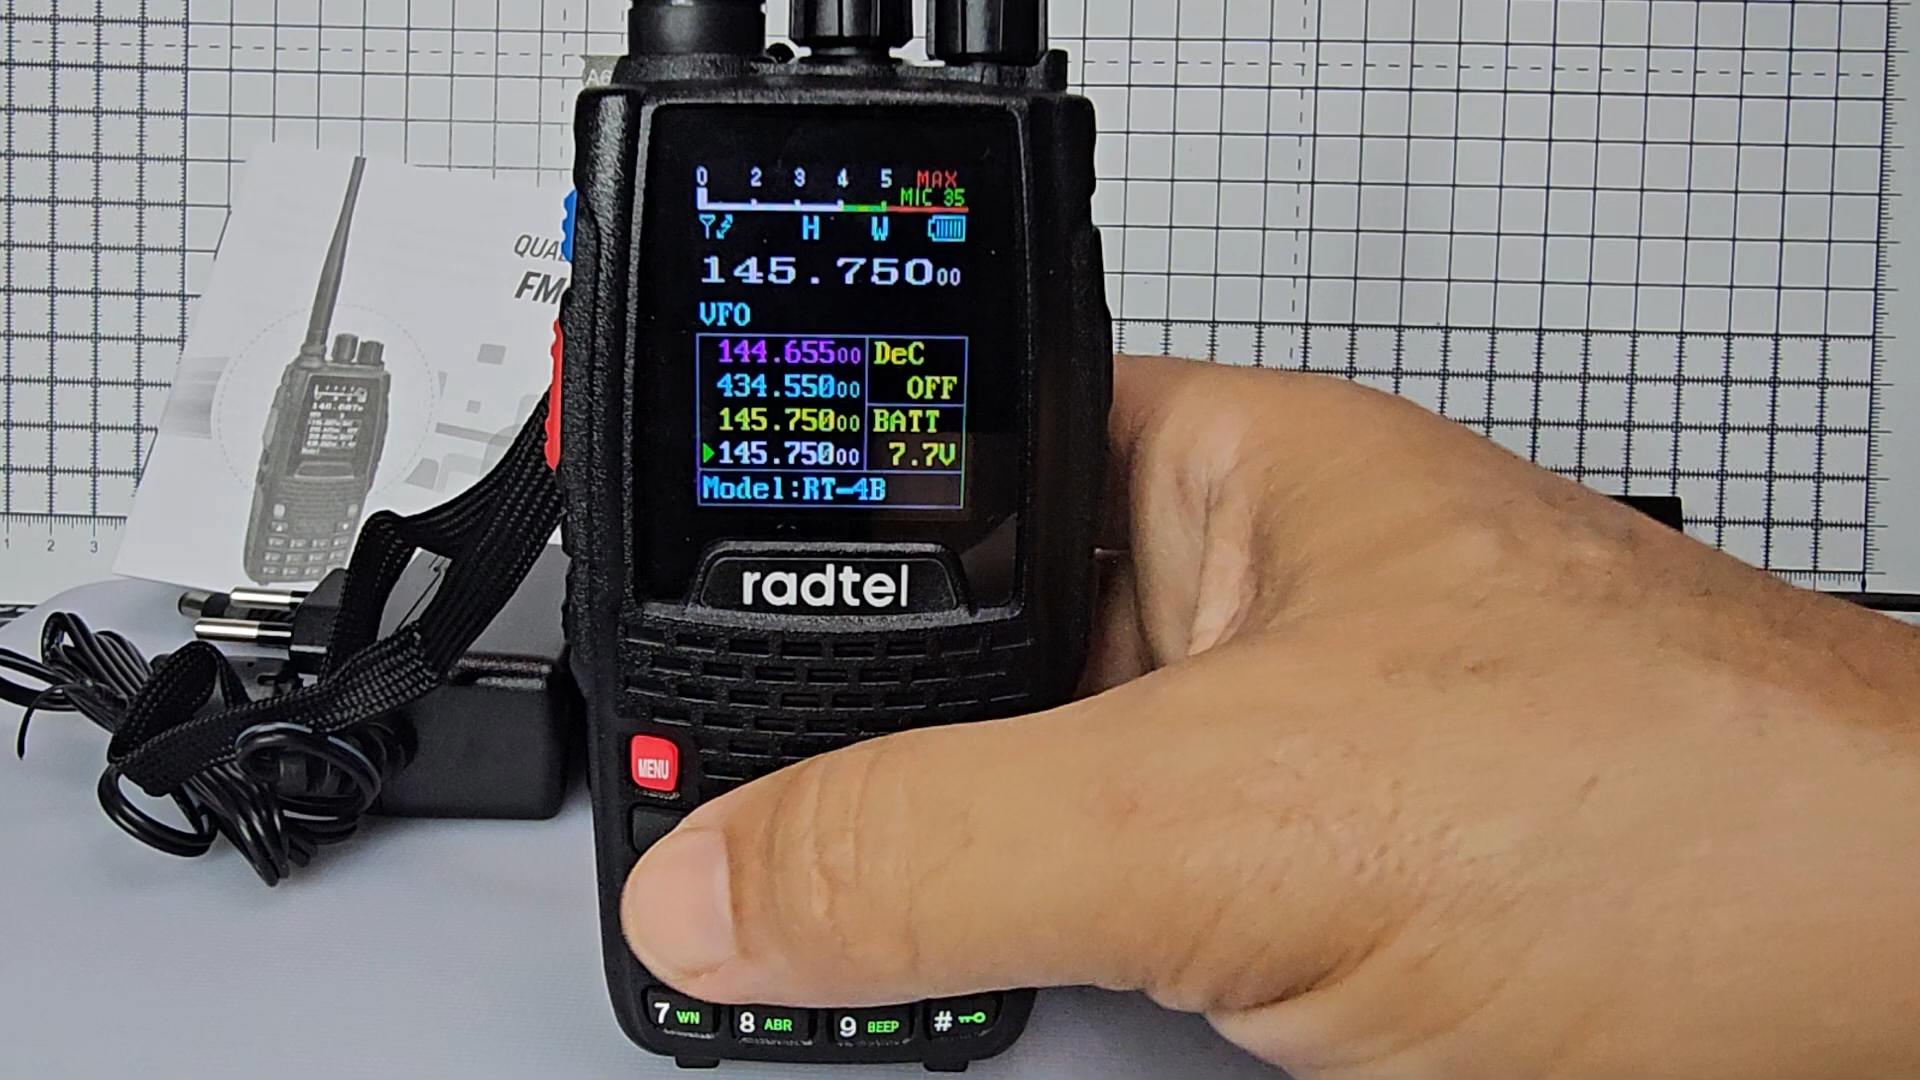 A6
0 2 3 4 5 MAX
MIC 35
H W
145.75000
VFO
144.65500 DeC
434.55000 OFF
145.75000 BATT
145.75000 7.7V
Model:RT-4B
radtel
MENU
7 WN 8 ABR 9 BEEP #
QUA
FM
1 2 3